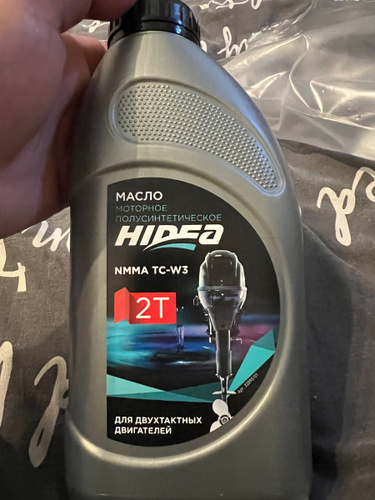 МАСЛО
МОТОРНОЕ
ПОЛУСИНТЕТИЧЕСКОЕ
HIDEA
NMMA TC-W3
2T
ДЛЯ ДВУХТАКТНЫХ
ДВИГАТЕЛЕЙ